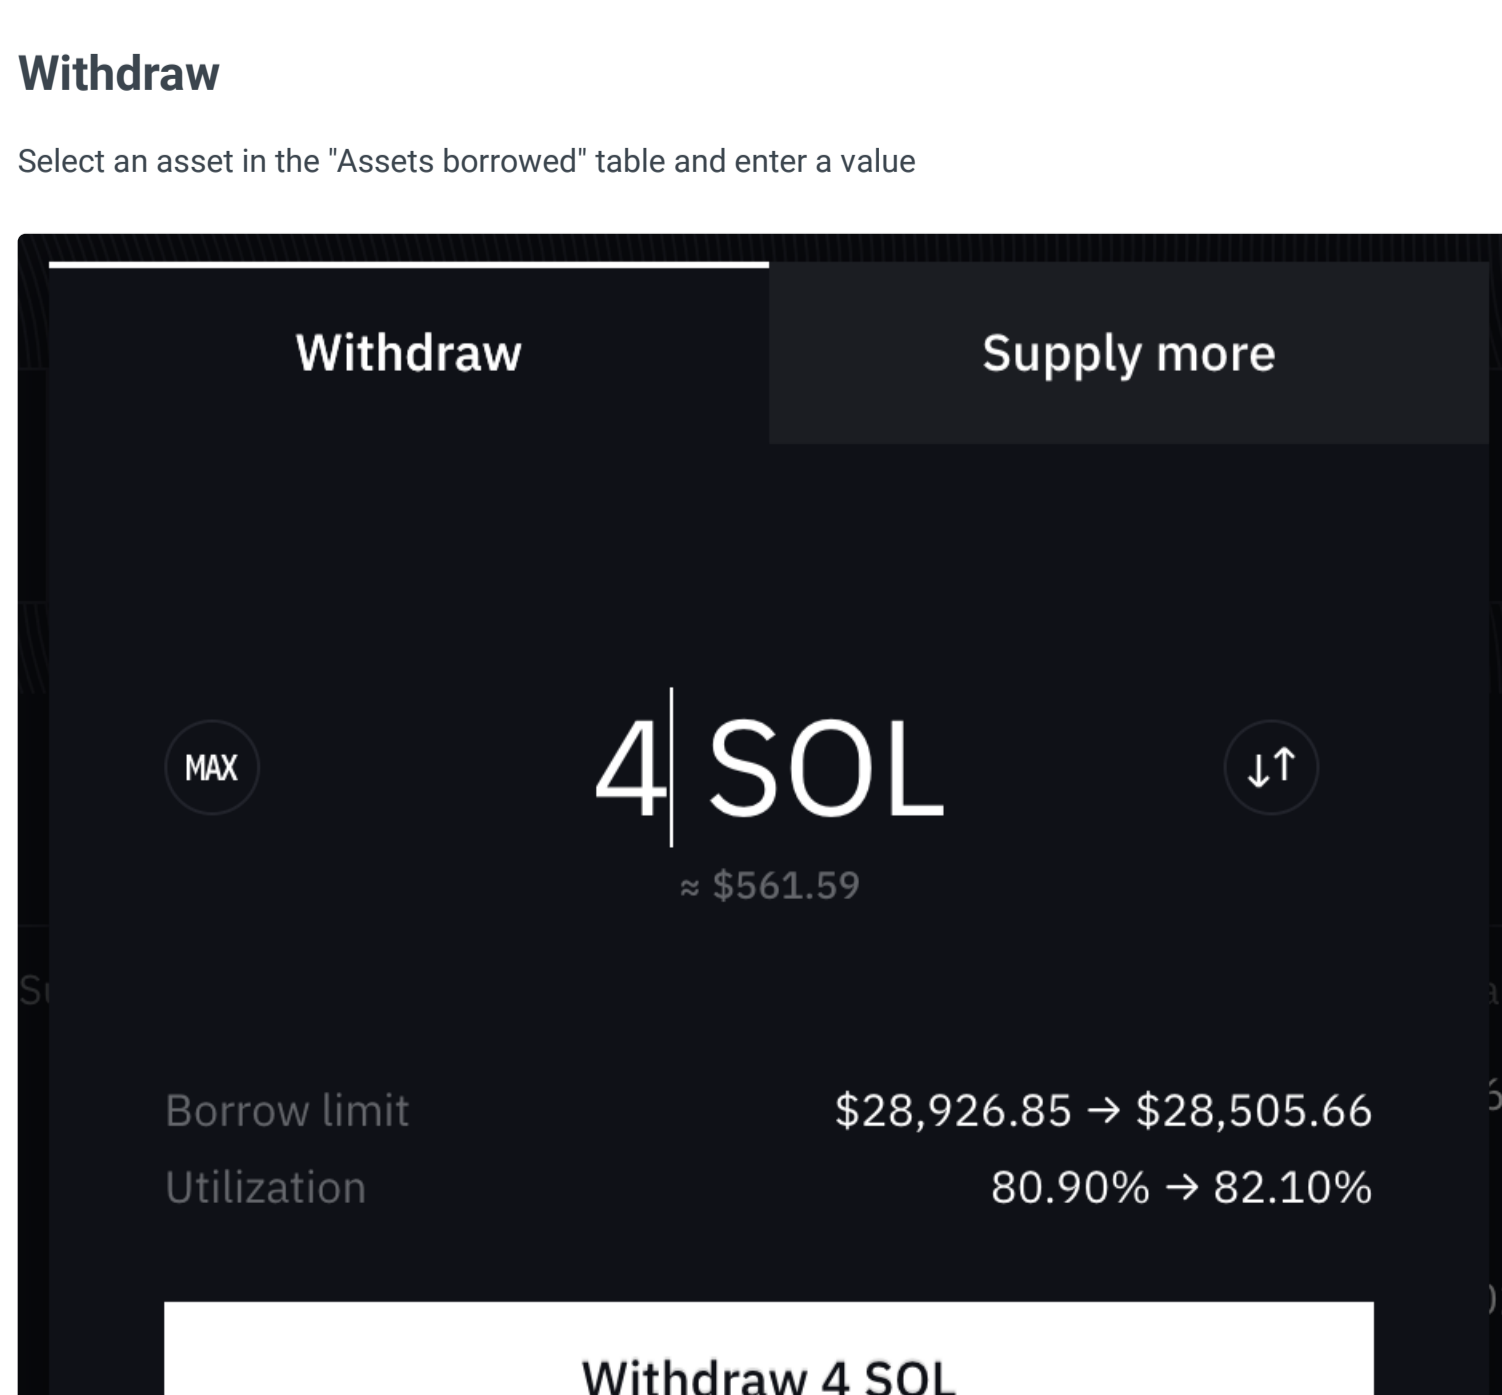 Withdraw
Select an asset in the "Assets borrowed" table and enter a value
Withdraw
Supply more
MAX
4 SOL
↓↑
≈ $561.59
Borrow limit
$28,926.85 → $28,505.66
Utilization
80.90% → 82.10%
Withdraw 4 SOL